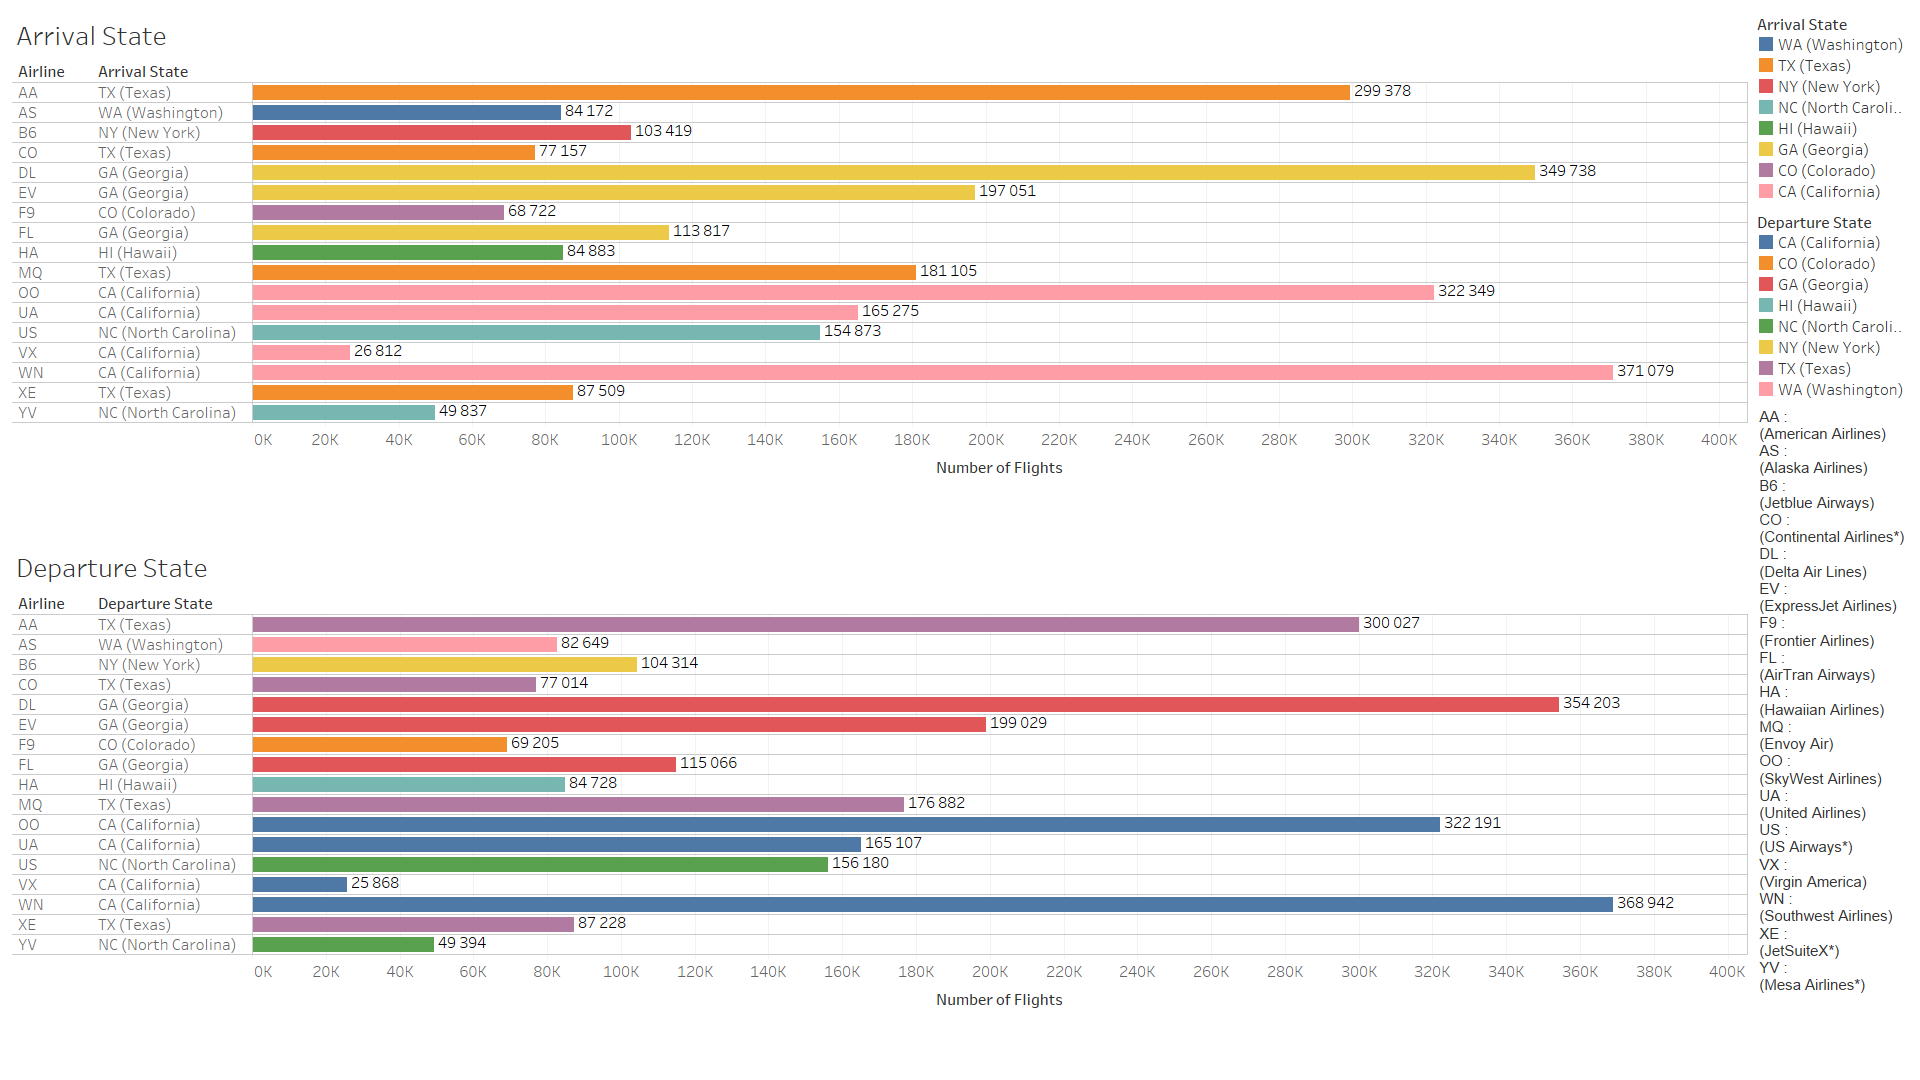 Arrival State
Airline Arrival State
AA TX (Texas) 299 378
AS WA (Washington) 84 172
B6 NY (New York) 103 419
CO TX (Texas) 77 157
DL GA (Georgia) 349 738
EV GA (Georgia) 197 051
F9 CO (Colorado) 68 722
FL GA (Georgia) 113 817
HA HI (Hawaii) 84 883
MQ TX (Texas) 181 105
OO CA (California) 322 349
UA CA (California) 165 275
US NC (North Carolina) 154 873
VX CA (California) 26 812
WN CA (California) 371 079
XE TX (Texas) 87 509
YV NC (North Carolina) 49 837
0K 20K 40K 60K 80K 100K 120K 140K 160K 180K 200K 220K 240K 260K 280K 300K 320K 340K 360K 380K 400K
Number of Flights
Departure State
Airline Departure State
AA TX (Texas) 300 027
AS WA (Washington) 82 649
B6 NY (New York) 104 314
CO TX (Texas) 77 014
DL GA (Georgia) 354 203
EV GA (Georgia) 199 029
F9 CO (Colorado) 69 205
FL GA (Georgia) 115 066
HA HI (Hawaii) 84 728
MQ TX (Texas) 176 882
OO CA (California) 322 191
UA CA (California) 165 107
US NC (North Carolina) 156 180
VX CA (California) 25 868
WN CA (California) 368 942
XE TX (Texas) 87 228
YV NC (North Carolina) 49 394
0K 20K 40K 60K 80K 100K 120K 140K 160K 180K 200K 220K 240K 260K 280K 300K 320K 340K 360K 380K 400K
Number of Flights
Arrival State
WA (Washington)
TX (Texas)
NY (New York)
NC (North Caroli..
HI (Hawaii)
GA (Georgia)
CO (Colorado)
CA (California)
Departure State
CA (California)
CO (Colorado)
GA (Georgia)
HI (Hawaii)
NC (North Caroli..
NY (New York)
TX (Texas)
WA (Washington)
AA :
(American Airlines)
AS :
(Alaska Airlines)
B6 :
(Jetblue Airways)
CO :
(Continental Airlines*)
DL :
(Delta Air Lines)
EV :
(ExpressJet Airlines)
F9 :
(Frontier Airlines)
FL :
(AirTran Airways)
HA :
(Hawaiian Airlines)
MQ :
(Envoy Air)
OO :
(SkyWest Airlines)
UA :
(United Airlines)
US :
(US Airways*)
VX :
(Virgin America)
WN :
(Southwest Airlines)
XE :
(JetSuiteX*)
YV :
(Mesa Airlines*)